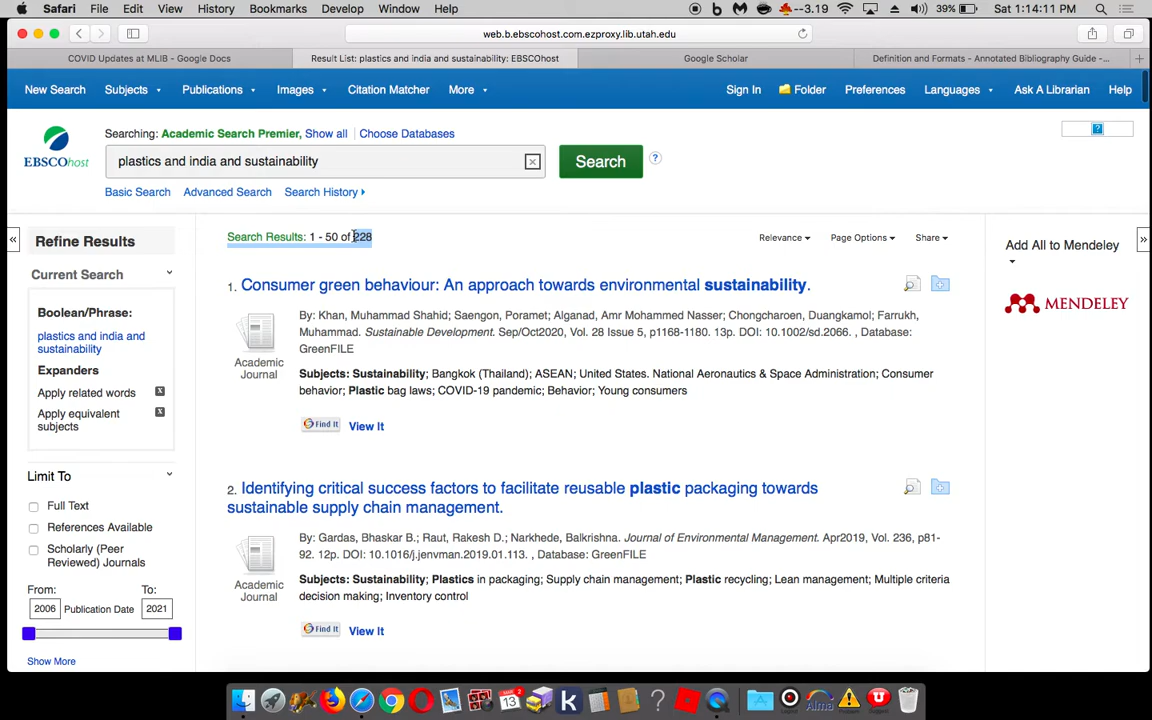 Safari File Edit View History Bookmarks Develop Window Help --3.19 39% Sat 1:14:11 PM
web.b.ebscohost.com.ezproxy.lib.utah.edu
COVID Updates at MLIB - Google Docs Result List: plastics and india and sustainability: EBSCOhost Google Scholar Definition and Formats - Annotated Bibliography Guide -...
New Search Subjects Publications Images Citation Matcher More Sign In Folder Preferences Languages Ask A Librarian Help
Searching: Academic Search Premier, Show all Choose Databases
EBSCOhost
plastics and india and sustainability
Search
?
Basic Search Advanced Search Search History
Refine Results
Search Results: 1 - 50 of 228
Relevance Page Options Share
Add All to Mendeley
MENDELEY
Current Search
Boolean/Phrase:
plastics and india and
sustainability
Expanders
Apply related words x
Apply equivalent x
subjects
Limit To
Full Text
References Available
Scholarly (Peer
Reviewed) Journals
From: To:
2006 Publication Date 2021
Show More
1. Consumer green behaviour: An approach towards environmental sustainability.
By: Khan, Muhammad Shahid; Saengon, Poramet; Alganad, Amr Mohammed Nasser; Chongcharoen, Duangkamol; Farrukh,
Muhammad. Sustainable Development. Sep/Oct2020, Vol. 28 Issue 5, p1168-1180. 13p. DOI: 10.1002/sd.2066. , Database:
GreenFILE
Academic
Journal
Subjects: Sustainability; Bangkok (Thailand); ASEAN; United States. National Aeronautics & Space Administration; Consumer
behavior; Plastic bag laws; COVID-19 pandemic; Behavior; Young consumers
Find It View It
2. Identifying critical success factors to facilitate reusable plastic packaging towards
sustainable supply chain management.
By: Gardas, Bhaskar B.; Raut, Rakesh D.; Narkhede, Balkrishna. Journal of Environmental Management. Apr2019, Vol. 236, p81-
92. 12p. DOI: 10.1016/j.jenvman.2019.01.113. , Database: GreenFILE
Academic
Journal
Subjects: Sustainability; Plastics in packaging; Supply chain management; Plastic recycling; Lean management; Multiple criteria
decision making; Inventory control
Find It View It
13 Alma